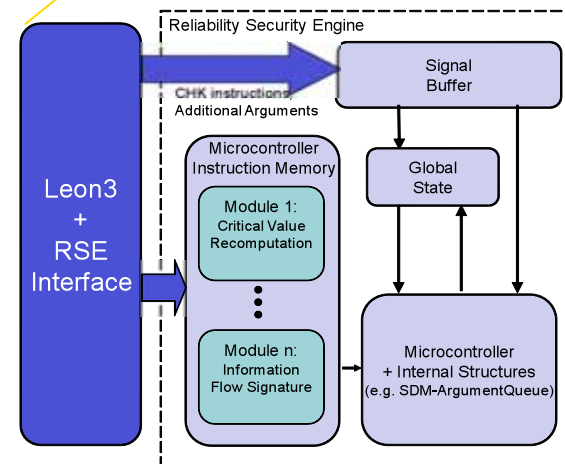 Reliability Security Engine
Signal
Buffer
CHK instructions,
Additional Arguments
Microcontroller
Instruction Memory
Global
State
Leon3
+
RSE
Interface
Module 1:
Critical Value
Recomputation
Module n:
Information
Flow Signature
Microcontroller
+ Internal Structures
(e.g. SDM-ArgumentQueue)